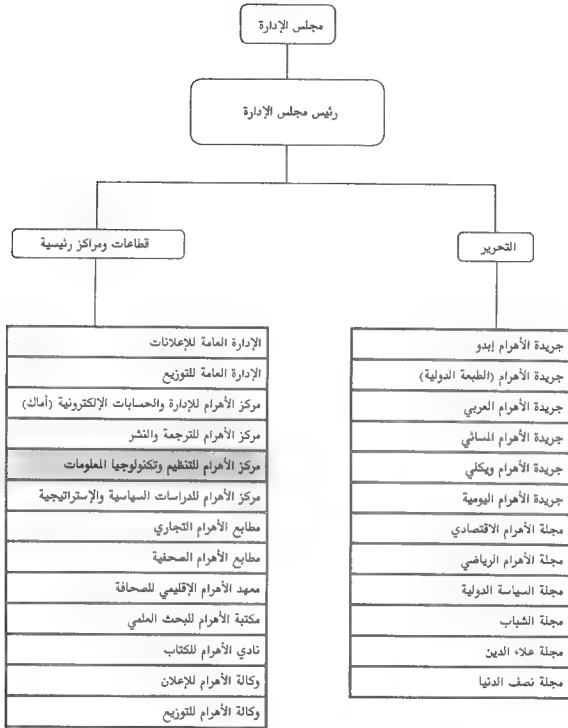 مجلس الإدارة
رئيس مجلس الإدارة
التحرير
جريدة الأهرام إبدو
جريدة الأهرام (الطبعة الدولية)
جريدة الأهرام العربي
جريدة الأهرام المسائي
جريدة الأهرام ويكلي
جريدة الأهرام اليومية
مجلة الأهرام الاقتصادي
مجلة الأهرام الرياضي
مجلة السياسة الدولية
مجلة الشباب
مجلة علاء الدين
مجلة نصف الدنيا
قطاعات ومراكز رئيسية
الإدارة العامة للإعلانات
الإدارة العامة للتوزيع
مركز الأهرام للإدارة والحسابات الإلكترونية (أماك)
مركز الأهرام للترجمة والنشر
مركز الأهرام للتنظيم وتكنولوجيا المعلومات
مركز الأهرام للدراسات السياسية والإستراتيجية
مطابع الأهرام التجاري
مطابع الأهرام الصحفية
معهد الأهرام الإقليمي للصحافة
مكتبة الأهرام للبحث العلمي
نادي الأهرام للكتاب
وكالة الأهرام للإعلان
وكالة الأهرام للتوزيع